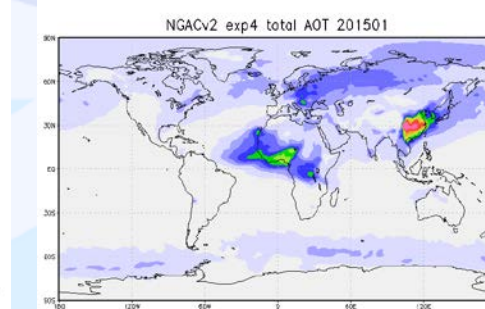 NGACv2 exp4 total AOT 201501
90N
60N
30N
EQ
30S
60S
90S
180 120W 60W 0 60E 120E